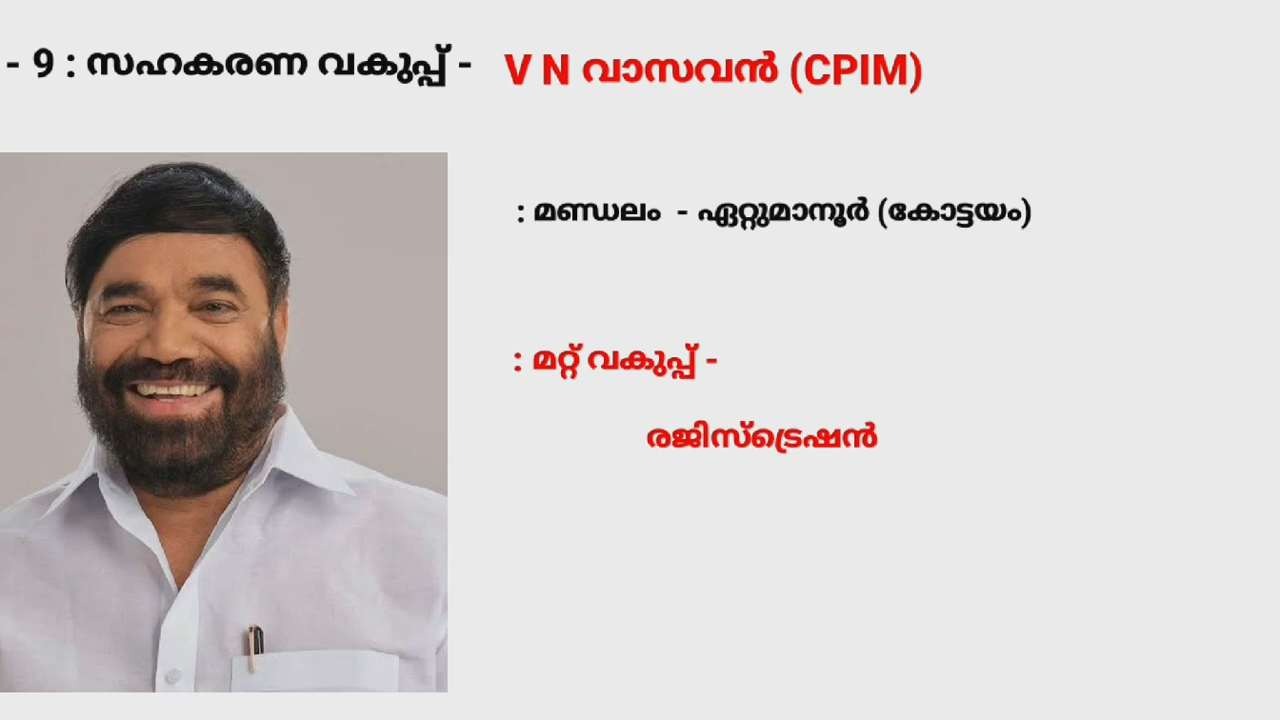 - 9 : സഹകരണ വകുപ്പ് - V N വാസവൻ (CPIM)
: മണ്ഡലം - ഏറ്റുമാനൂർ (കോട്ടയം)
: മറ്റ് വകുപ്പ് -
രജിസ്ട്രേഷൻ